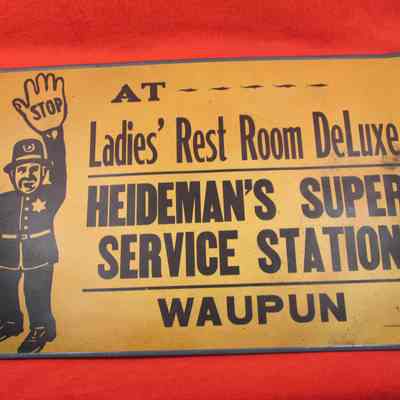 STOP
AT
Ladies' Rest Room DeLuxe
HEIDEMAN'S SUPER
SERVICE STATION
WAUPUN